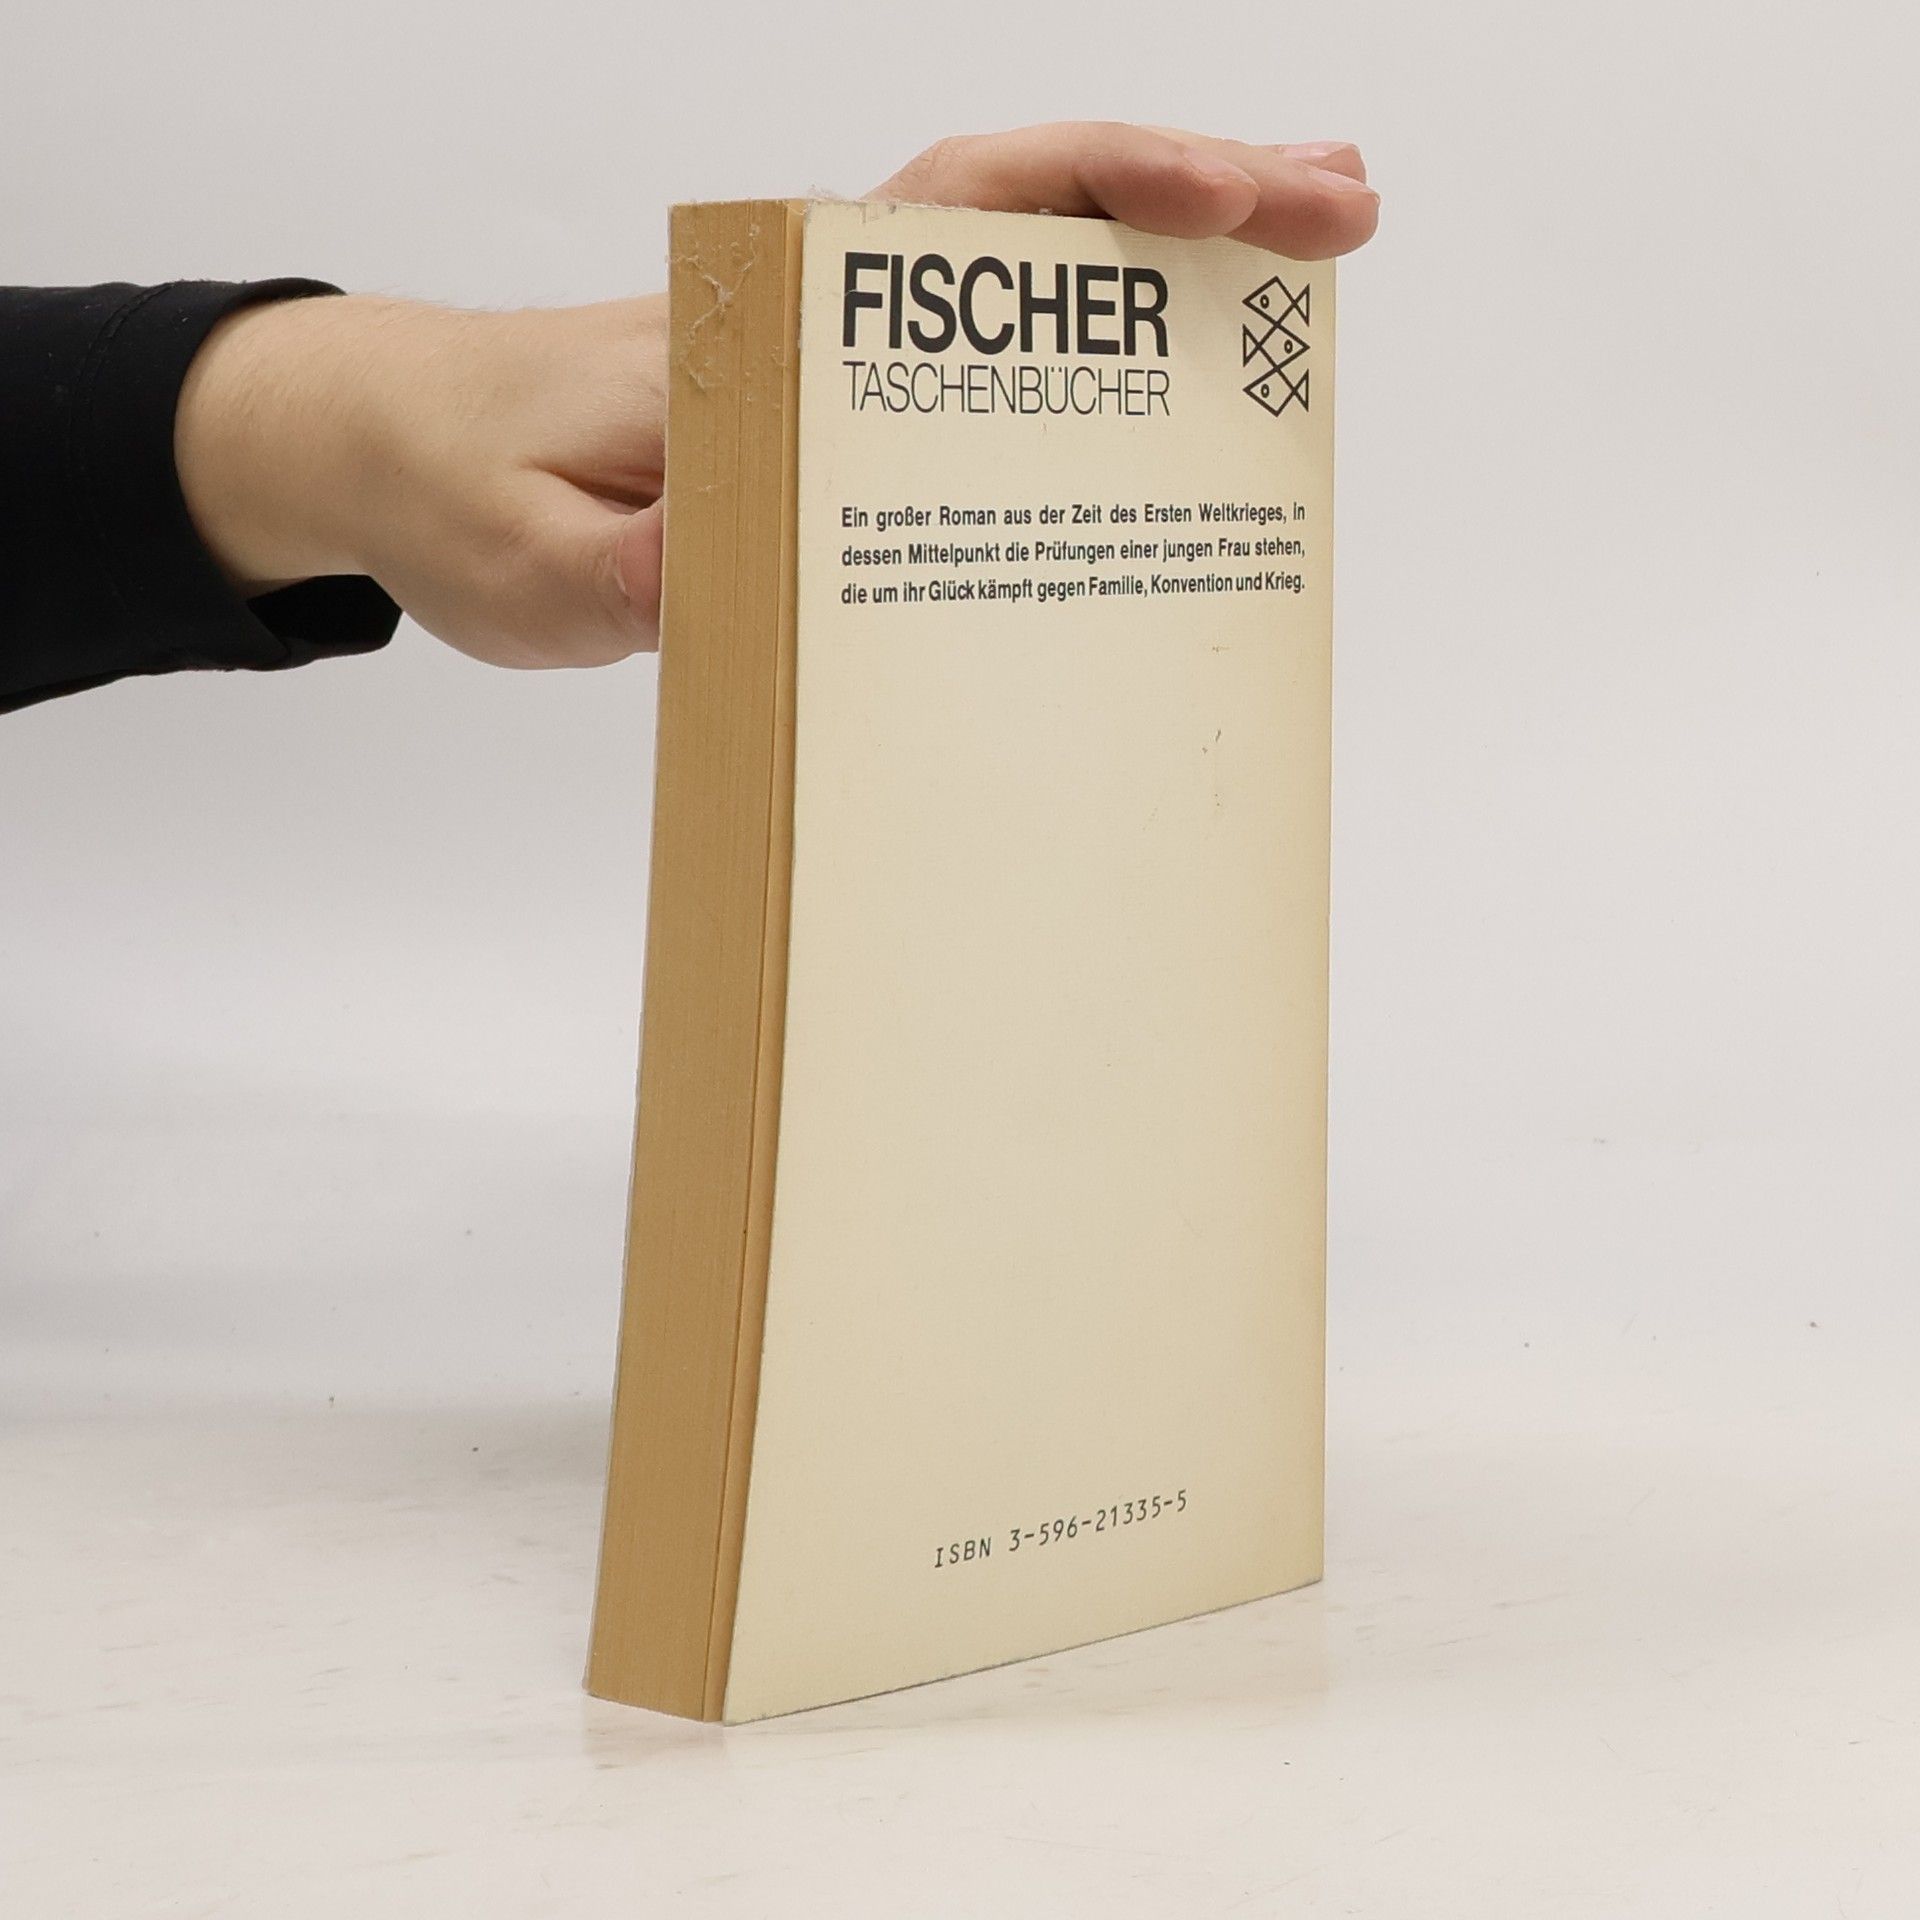 FISCHER
TASCHENBÜCHER
Ein großer Roman aus der Zeit des Ersten Weltkrieges, in
dessen Mittelpunkt die Prüfungen einer jungen Frau stehen,
die um ihr Glück kämpft gegen Familie, Konvention und Krieg.
ISBN 3-596-21335-5